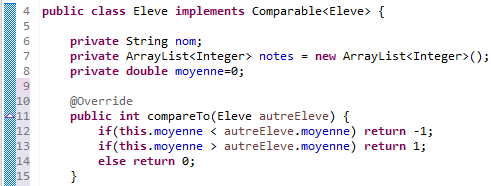 4 public class Eleve implements Comparable<Eleve> {
5
6 private String nom;
7 private ArrayList<Integer> notes = new ArrayList<Integer>();
8 private double moyenne=0;
9
10 @Override
11 public int compareTo(Eleve autreEleve) {
12 if(this.moyenne < autreEleve.moyenne) return -1;
13 if(this.moyenne > autreEleve.moyenne) return 1;
14 else return 0;
15 }